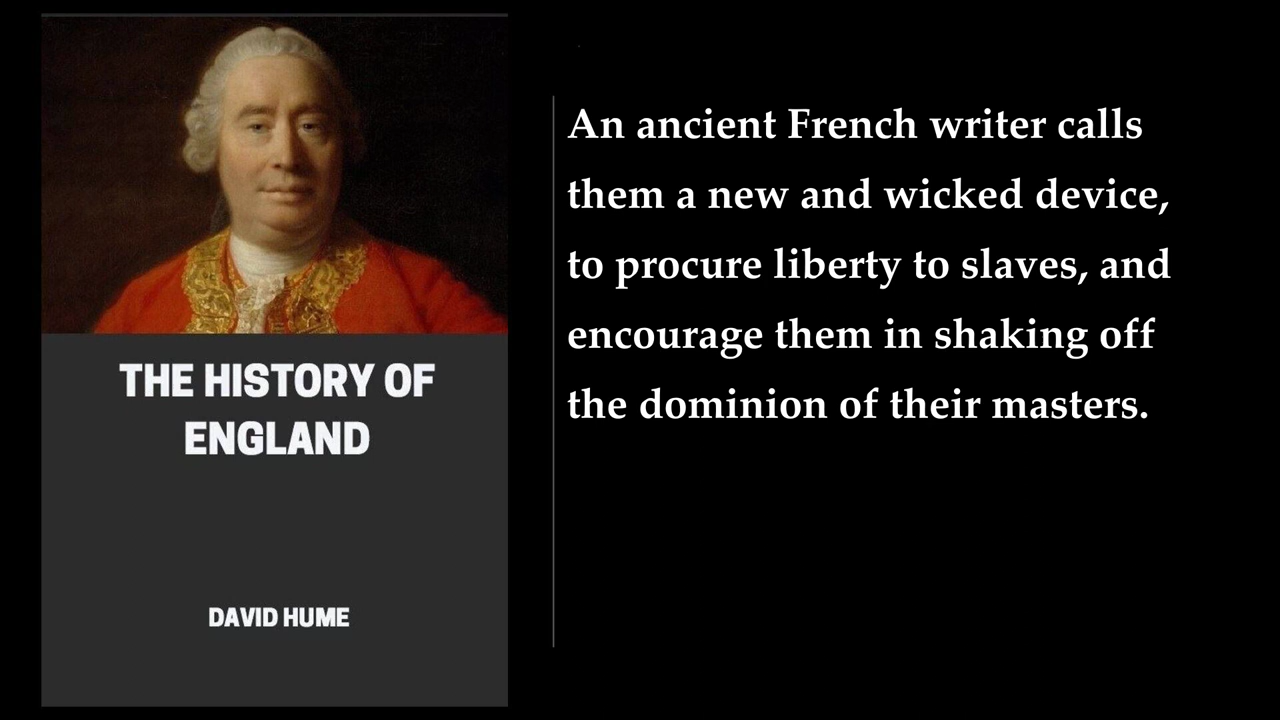 THE HISTORY OF
ENGLAND
DAVID HUME
An ancient French writer calls
them a new and wicked device,
to procure liberty to slaves, and
encourage them in shaking off
the dominion of their masters.